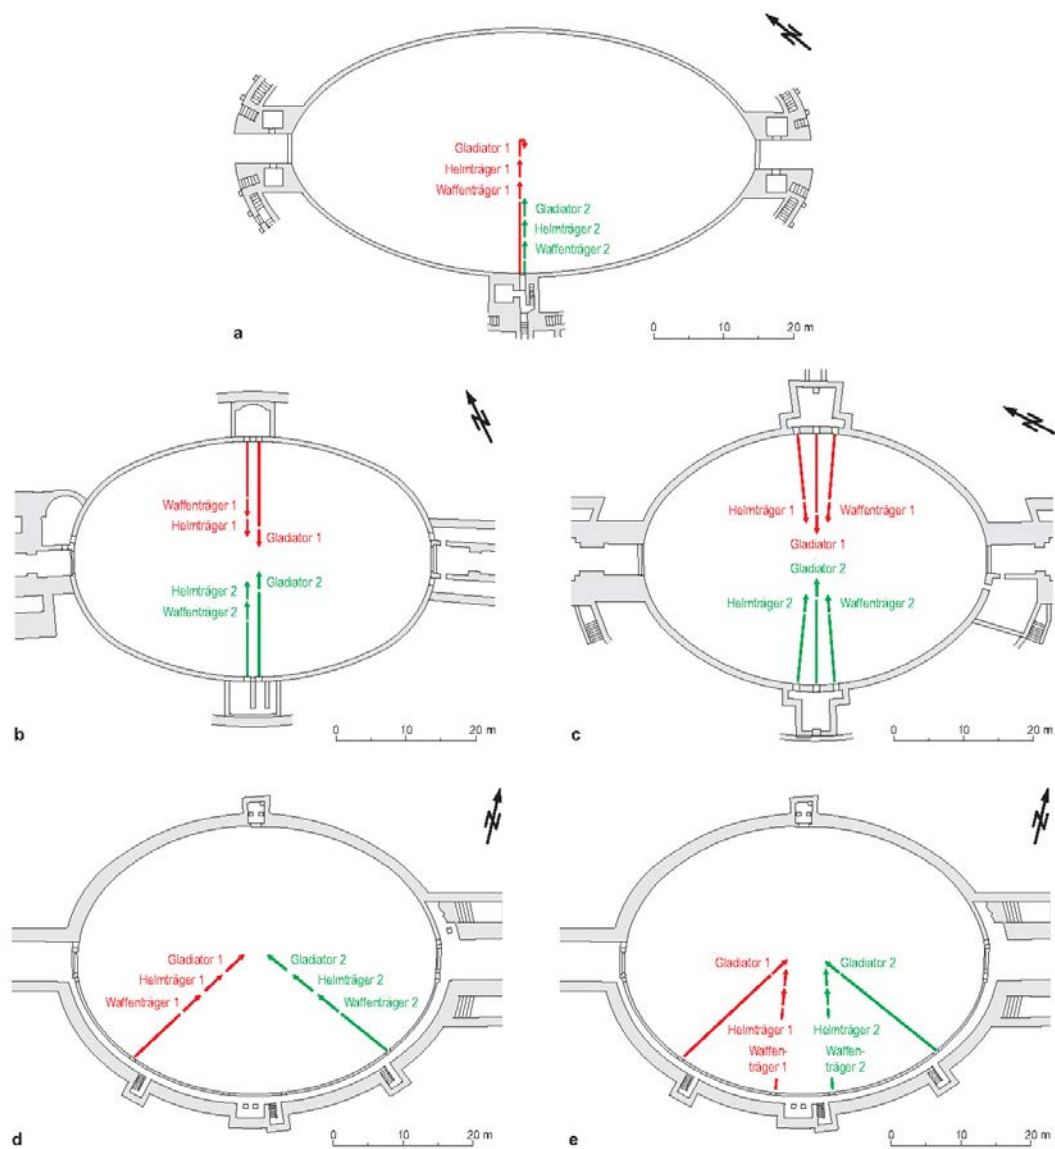 N
Gladiator 1
Helmträger 1
Waffenträger 1
Gladiator 2
Helmträger 2
Waffenträger 2
a
0 10 20 m
N
Waffenträger 1
Helmträger 1
Gladiator 1
Gladiator 2
Helmträger 2
Waffenträger 2
b
0 10 20 m
N
Helmträger 1
Waffenträger 1
Gladiator 1
Gladiator 2
Helmträger 2
Waffenträger 2
c
0 10 20 m
N
Gladiator 1
Gladiator 2
Helmträger 1
Helmträger 2
Waffenträger 1
Waffenträger 2
d
0 10 20 m
N
Gladiator 1
Gladiator 2
Helmträger 1
Helmträger 2
Waffen-
träger 1
Waffen-
träger 2
e
0 10 20 m